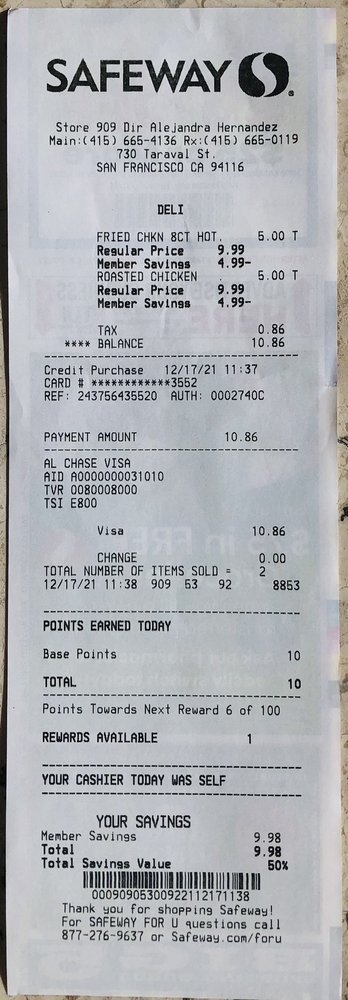 SAFEWAY
Store 909 Dir Alejandra Hernandez
Main:(415) 665-4136 Rx:(415) 665-0119
730 Taraval St.
SAN FRANCISCO CA 94116
DELI
FRIED CHKN 8CT HOT. 5.00 T
Regular Price 9.99
Member Savings 4.99-
ROASTED CHICKEN 5.00 T
Regular Price 9.99
Member Savings 4.99-
TAX 0.86
**** BALANCE 10.86
Credit Purchase 12/17/21 11:37
CARD # ************3552
REF: 243756435520 AUTH: 0002740C
PAYMENT AMOUNT 10.86
AL CHASE VISA
AID A0000000031010
TVR 0080008000
TSI E800
Visa 10.86
CHANGE 0.00
TOTAL NUMBER OF ITEMS SOLD = 2
12/17/21 11:38 909 53 92 8853
POINTS EARNED TODAY
Base Points 10
TOTAL 10
Points Towards Next Reward 6 of 100
REWARDS AVAILABLE 1
YOUR CASHIER TODAY WAS SELF
YOUR SAVINGS
Member Savings 9.98
Total 9.98
Total Savings Value 50%
00090905300922112171138
Thank you for shopping Safeway!
For SAFEWAY FOR U questions call
877-276-9637 or Safeway.com/foru